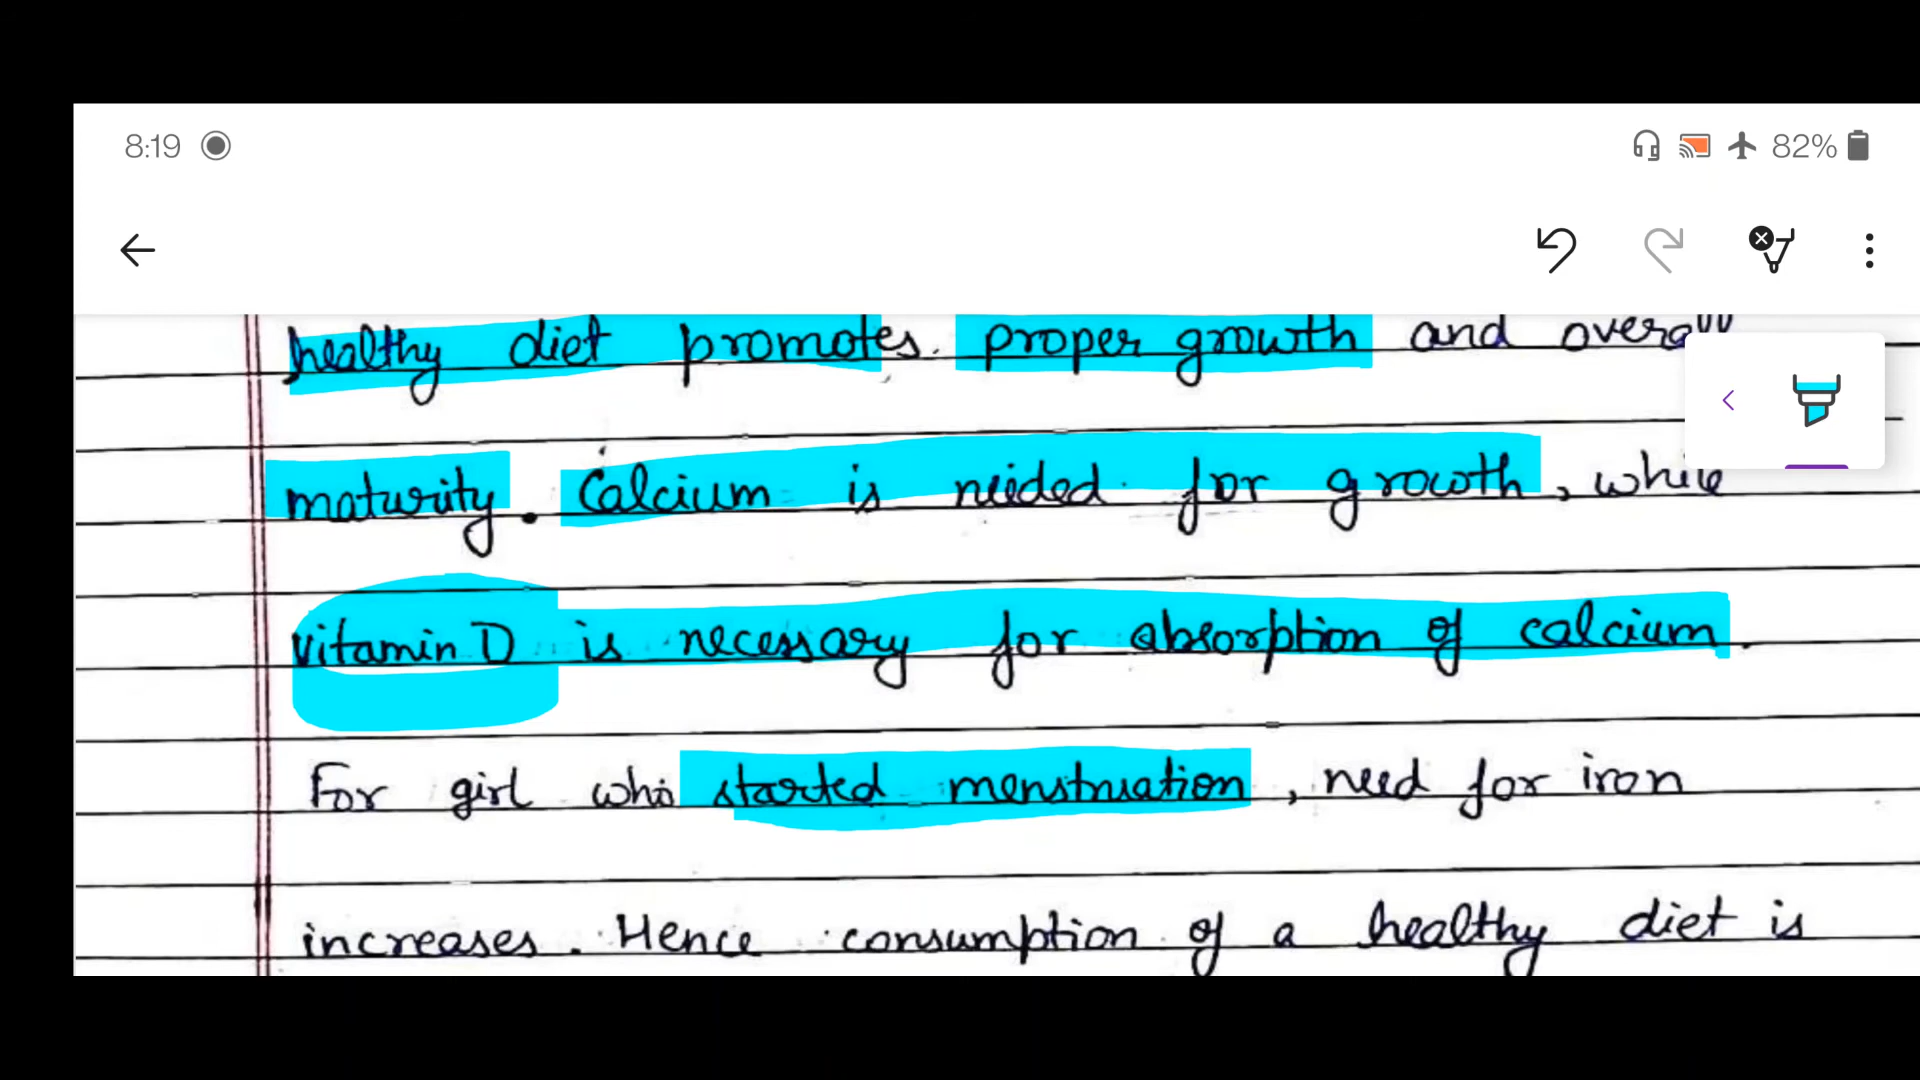 8:19
82%
healthy diet promotes. proper growth and overall
maturity. Calcium is needed for growth, while
vitamin D is necessary for absorption of calcium.
For girl who started menstruation, need for iron
increases. Hence consumption of a healthy diet is